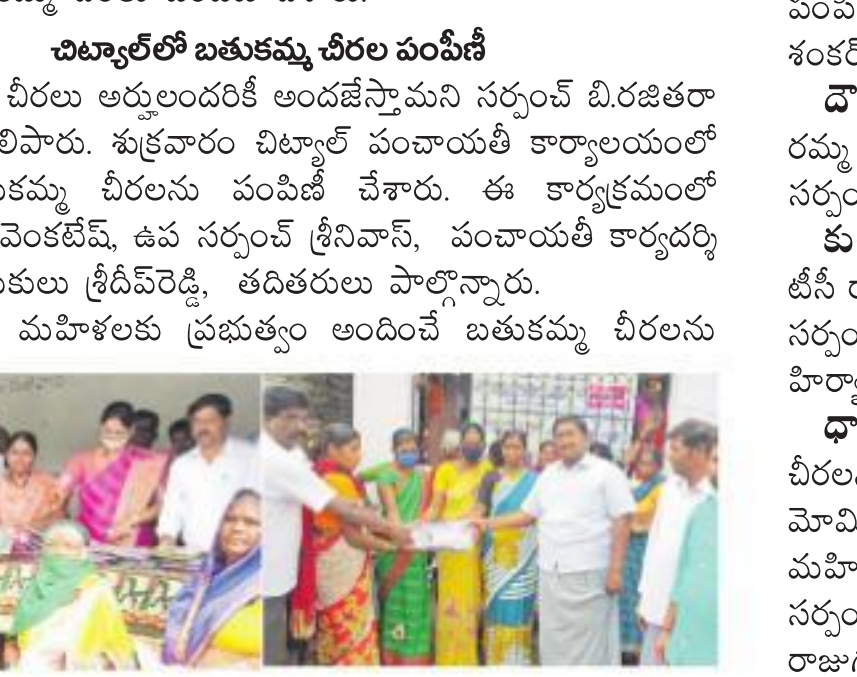 చిట్యాల్‌లో బతుకమ్మ చీరల పంపీణీ
చీరలు అర్హులందరికీ అందజేస్తామని సర్పంచ్ బి.రజితరా
లిపారు. శుక్రవారం చిట్యాల్ పంచాయతీ కార్యాలయంలో
కమ్మ చీరలను పంపిణీ చేశారు. ఈ కార్యక్రమంలో
వెంకటేష్, ఉప సర్పంచ్ శ్రీనివాస్, పంచాయతీ కార్యదర్శి
కులు శ్రీదీప్‌రెడ్డి, తదితరులు పాల్గొన్నారు.
మహిళలకు ప్రభుత్వం అందించే బతుకమ్మ చీరలను
పంపి
శంకర్
దౌ
రమ్మ
సర్పం
కు
టీసీ
సర్పం
హిర్యా
ధా
చీరల
మోమి
మహి
సర్పం
రాజుగ